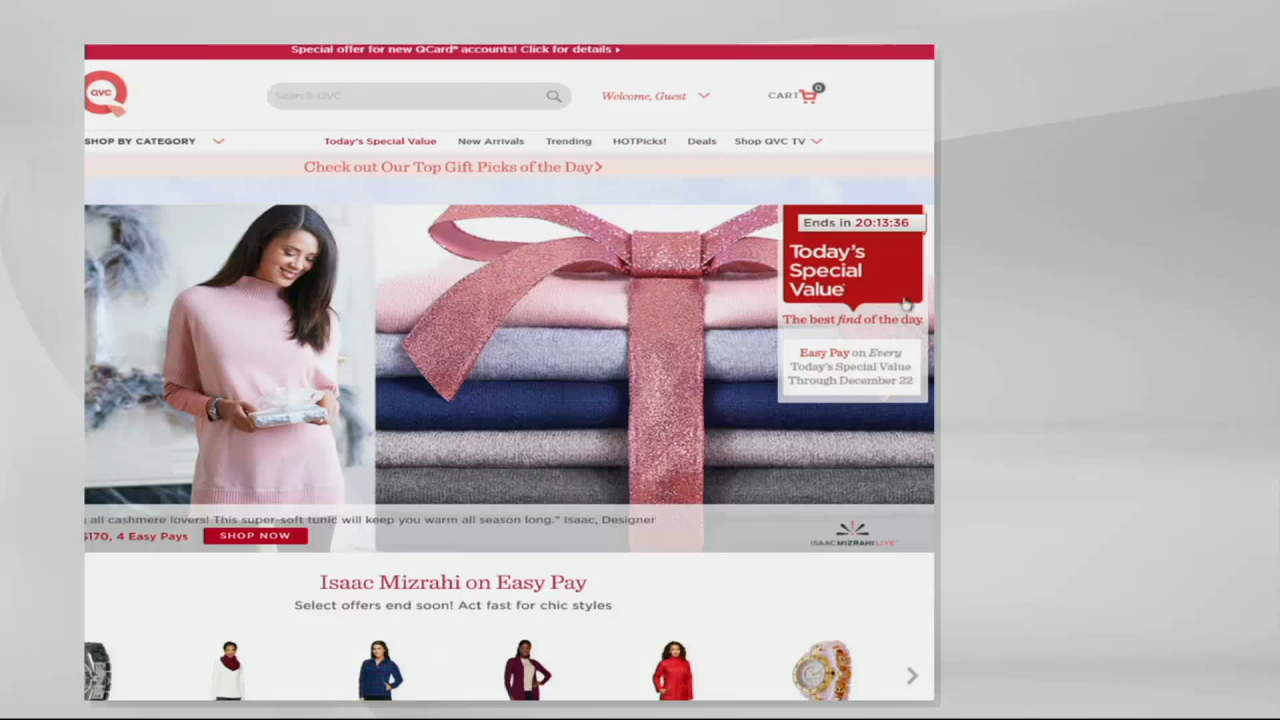 Special offer for new QCard® accounts! Click for details ▸
QVC
Search QVC
Welcome, Guest
CART
0
SHOP BY CATEGORY
Today's Special Value
New Arrivals
Trending
HOTPicks!
Deals
Shop QVC TV
Check out Our Top Gift Picks of the Day>
Ends in 20:13:36
Today's
Special
Value
The best find of the day.
Easy Pay on Every
Today's Special Value
Through December 22
all cashmere lovers! This super-soft tunic will keep you warm all season long." Isaac, Designer
$170, 4 Easy Pays
SHOP NOW
ISAACMIZRAHILIVE
Isaac Mizrahi on Easy Pay
Select offers end soon! Act fast for chic styles